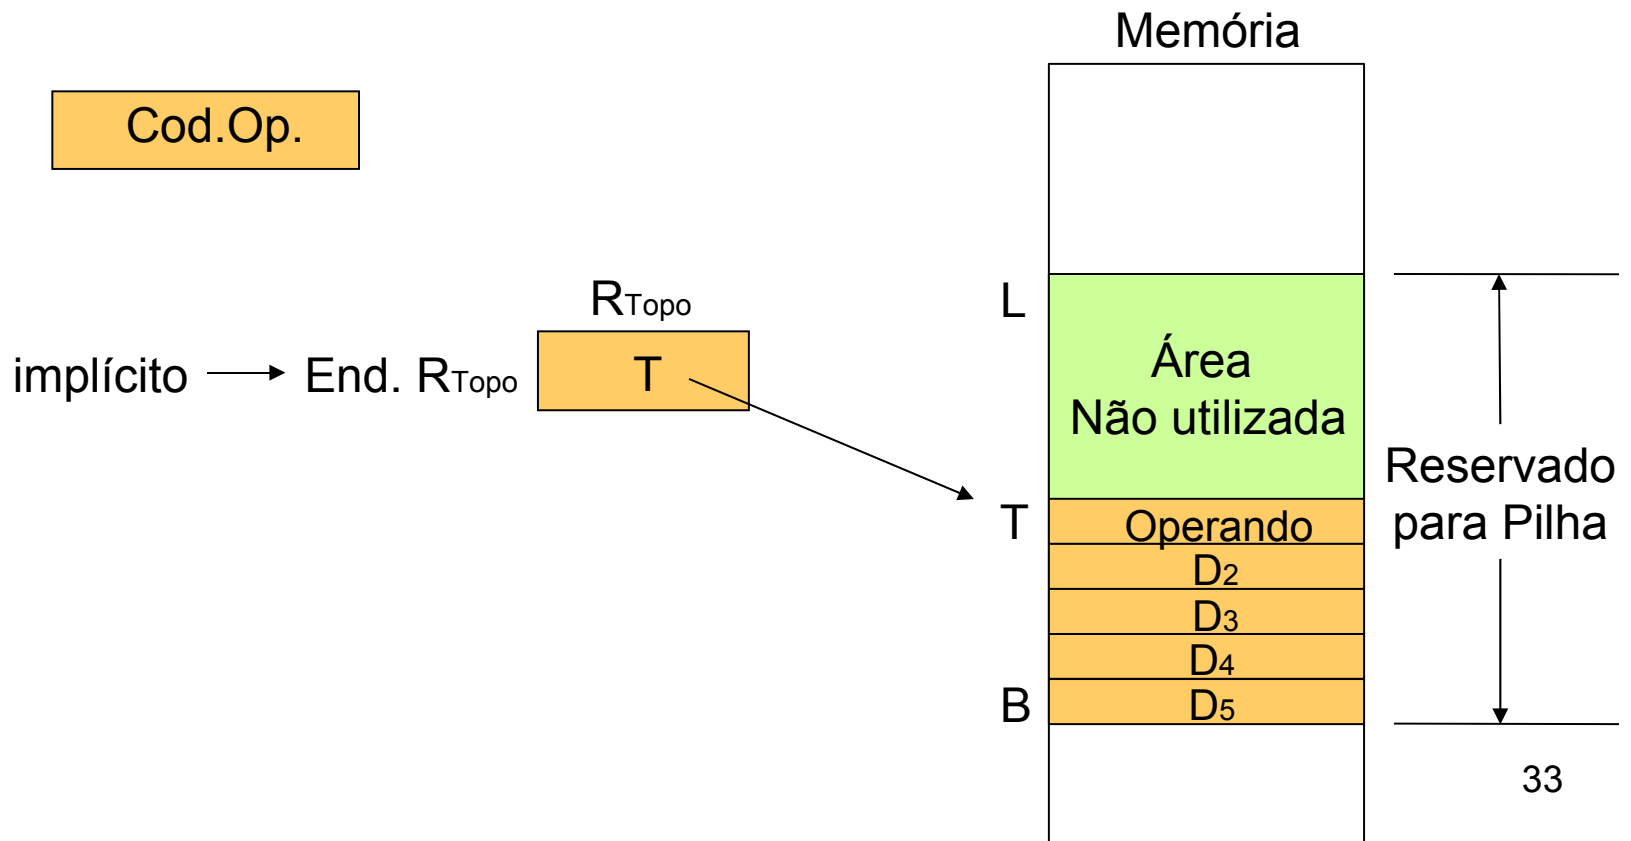 Memória
Cod.Op.
L
RTopo
implícito
End. RTopo
T
Área
Não utilizada
Reservado
para Pilha
T
Operando
D2
D3
D4
B
D5
33